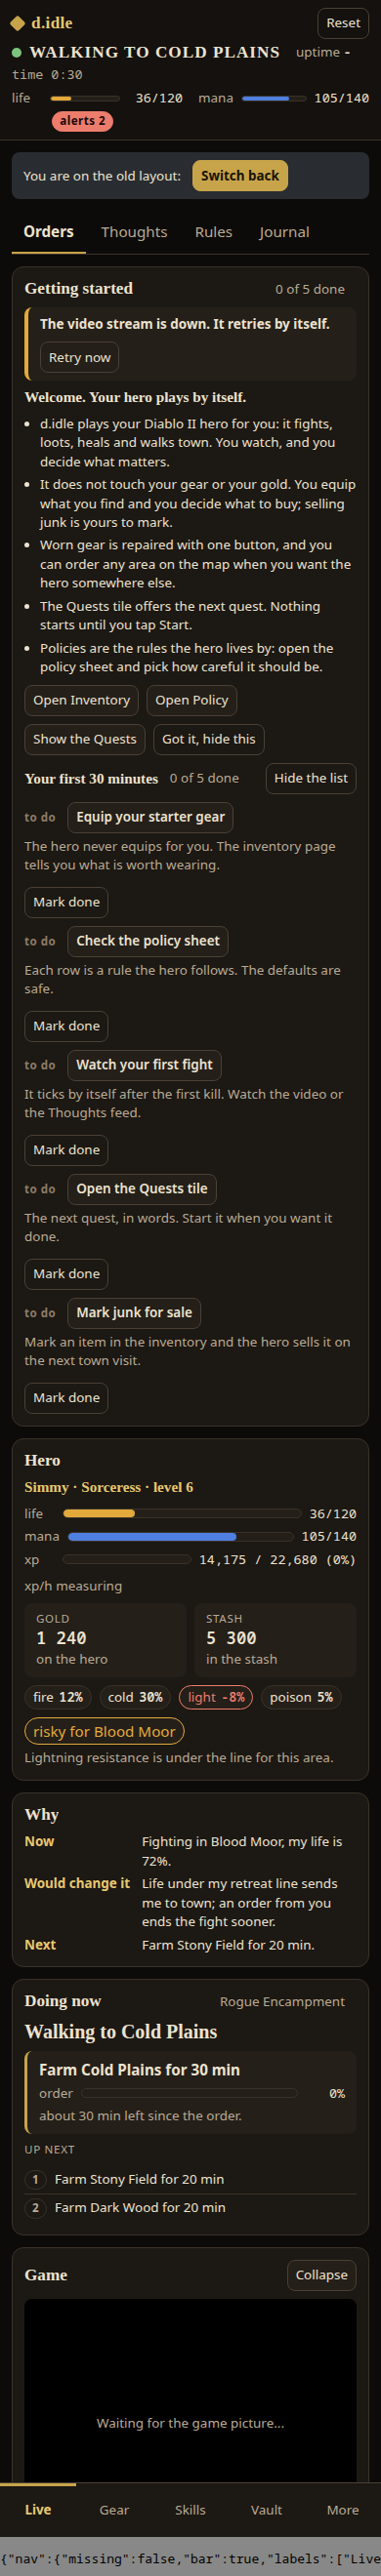 d.idle
Reset
WALKING TO COLD PLAINS uptime -
time 0:30
life 36/120 mana 105/140
alerts 2
You are on the old layout: Switch back
Orders Thoughts Rules Journal
Getting started 0 of 5 done
The video stream is down. It retries by itself.
Retry now
Welcome. Your hero plays by itself.
• d.idle plays your Diablo II hero for you: it fights,
loots, heals and walks town. You watch, and you
decide what matters.
• It does not touch your gear or your gold. You equip
what you find and you decide what to buy; selling
junk is yours to mark.
• Worn gear is repaired with one button, and you
can order any area on the map when you want the
hero somewhere else.
• The Quests tile offers the next quest. Nothing
starts until you tap Start.
• Policies are the rules the hero lives by: open the
policy sheet and pick how careful it should be.
Open Inventory Open Policy
Show the Quests Got it, hide this
Your first 30 minutes 0 of 5 done Hide the list
to do Equip your starter gear
The hero never equips for you. The inventory page
tells you what is worth wearing.
Mark done
to do Check the policy sheet
Each row is a rule the hero follows. The defaults are
safe.
Mark done
to do Watch your first fight
It ticks by itself after the first kill. Watch the video or
the Thoughts feed.
Mark done
to do Open the Quests tile
The next quest, in words. Start it when you want it
done.
Mark done
to do Mark junk for sale
Mark an item in the inventory and the hero sells it on
the next town visit.
Mark done
Hero
Simmy · Sorceress · level 6
life 36/120
mana 105/140
xp 14,175 / 22,680 (0%)
xp/h measuring
GOLD STASH
1 240 5 300
on the hero in the stash
fire 12% cold 30% light -8% poison 5%
risky for Blood Moor
Lightning resistance is under the line for this area.
Why
Now Fighting in Blood Moor, my life is
72%.
Would change it Life under my retreat line sends
me to town; an order from you
ends the fight sooner.
Next Farm Stony Field for 20 min.
Doing now Rogue Encampment
Walking to Cold Plains
Farm Cold Plains for 30 min
order 0%
about 30 min left since the order.
UP NEXT
1 Farm Stony Field for 20 min
2 Farm Dark Wood for 20 min
Game Collapse
Waiting for the game picture...
Live Gear Skills Vault More
{"nav":{"missing":false,"bar":true,"labels":["Live